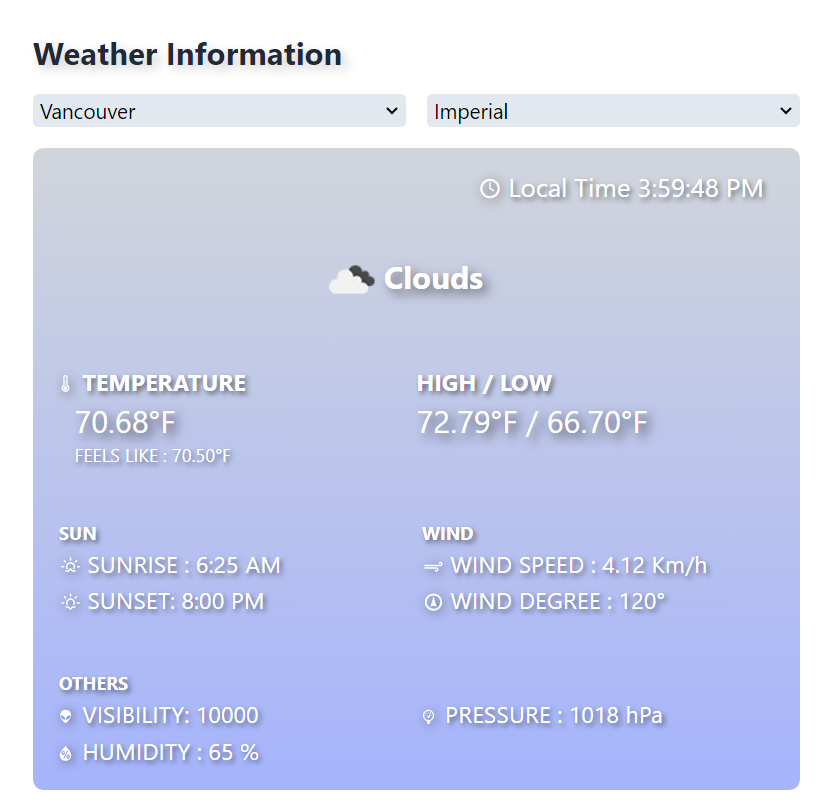 Weather Information
Vancouver
Imperial
Local Time 3:59:48 PM
Clouds
TEMPERATURE
70.68°F
FEELS LIKE : 70.50°F
HIGH / LOW
72.79°F / 66.70°F
SUN
SUNRISE : 6:25 AM
SUNSET: 8:00 PM
WIND
WIND SPEED : 4.12 Km/h
WIND DEGREE : 120°
OTHERS
VISIBILITY: 10000
HUMIDITY : 65 %
PRESSURE : 1018 hPa